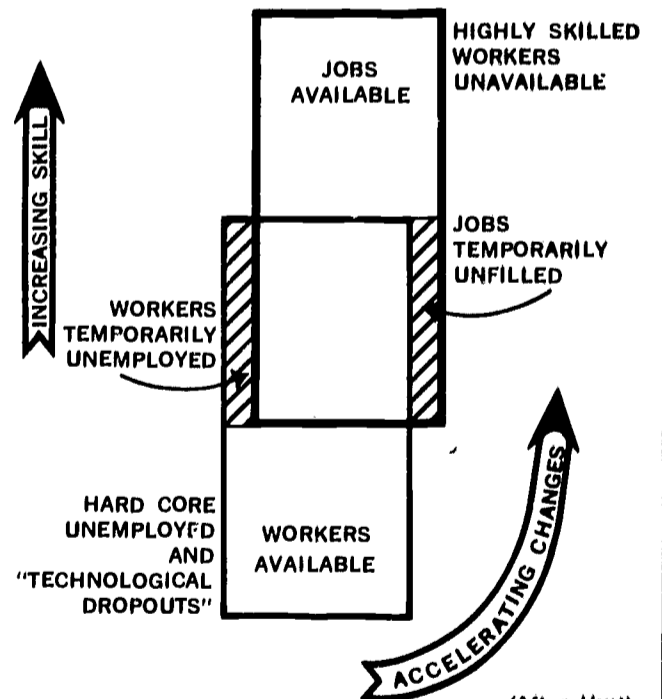 HIGHLY SKILLED
WORKERS
UNAVAILABLE
JOBS
AVAILABLE
INCREASING SKILL
JOBS
TEMPORARILY
UNFILLED
WORKERS
TEMPORARILY
UNEMPLOYED
HARD CORE
UNEMPLOYED
AND
"TECHNOLOGICAL
DROPOUTS"
WORKERS
AVAILABLE
ACCELERATING CHANGES